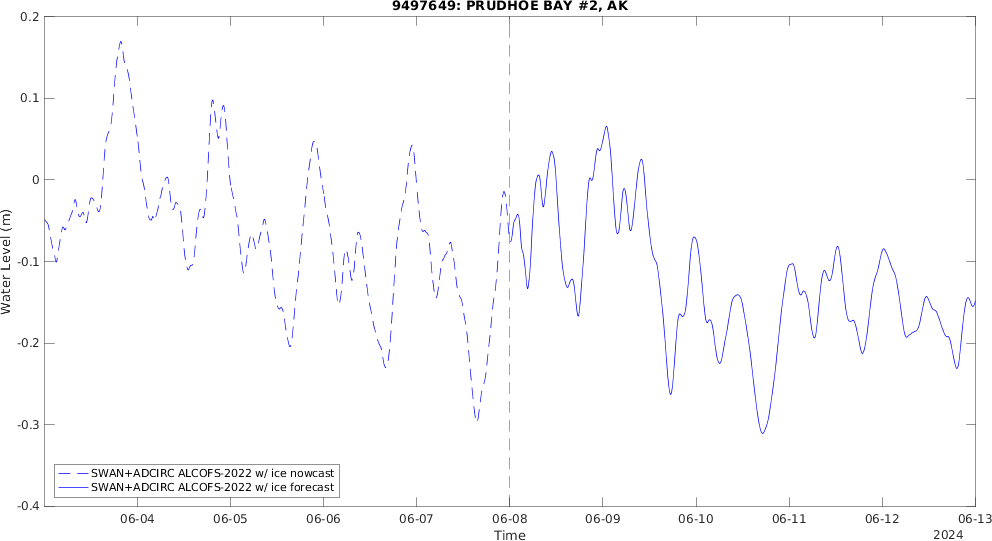 9497649: PRUDHOE BAY #2, AK
0.2
0.1
0
-0.1
-0.2
-0.3
-0.4
Water Level (m)
SWAN+ADCIRC ALCOFS-2022 w/ ice nowcast
SWAN+ADCIRC ALCOFS-2022 w/ ice forecast
06-04 06-05 06-06 06-07 06-08 06-09 06-10 06-11 06-12 06-13
Time
2024